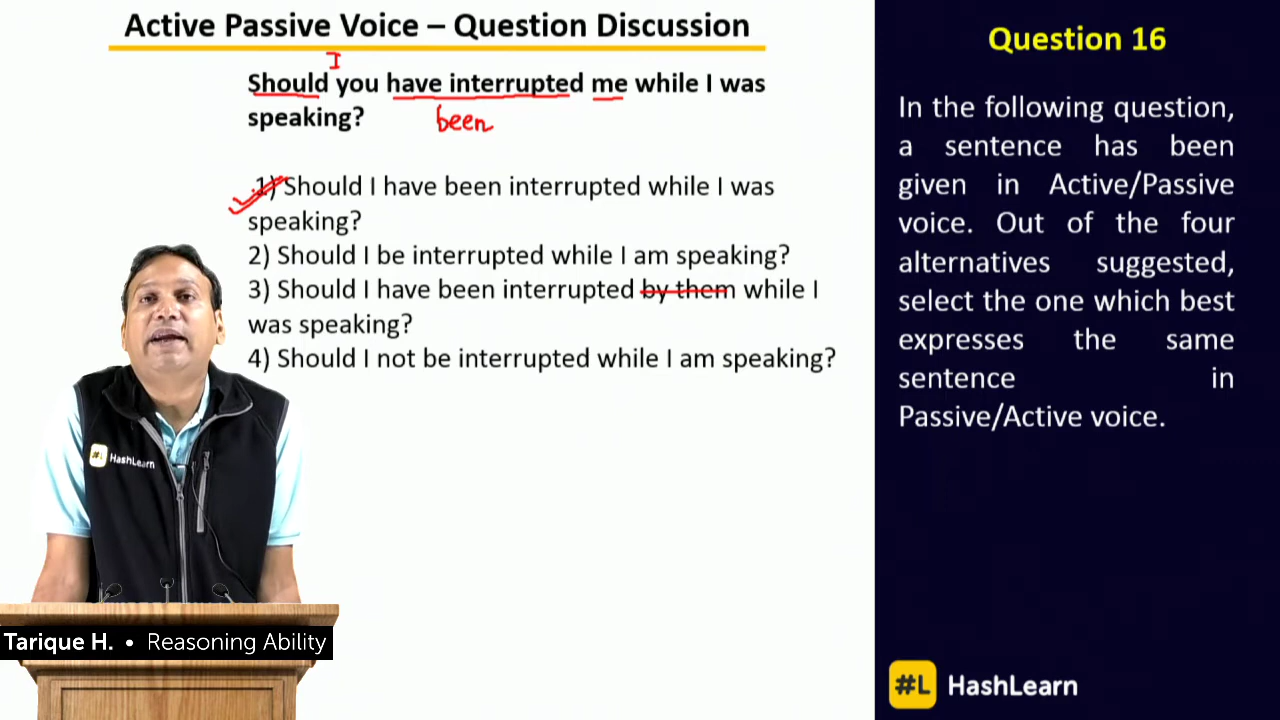 Active Passive Voice – Question Discussion
I
Should you have interrupted me while I was
speaking?
been
1) Should I have been interrupted while I was
speaking?
2) Should I be interrupted while I am speaking?
3) Should I have been interrupted by them while I
was speaking?
4) Should I not be interrupted while I am speaking?
#L HashLearn
Tarique H. • Reasoning Ability
Question 16
In the following question,
a sentence has been
given in Active/Passive
voice. Out of the four
alternatives suggested,
select the one which best
expresses the same
sentence in
Passive/Active voice.
#L HashLearn